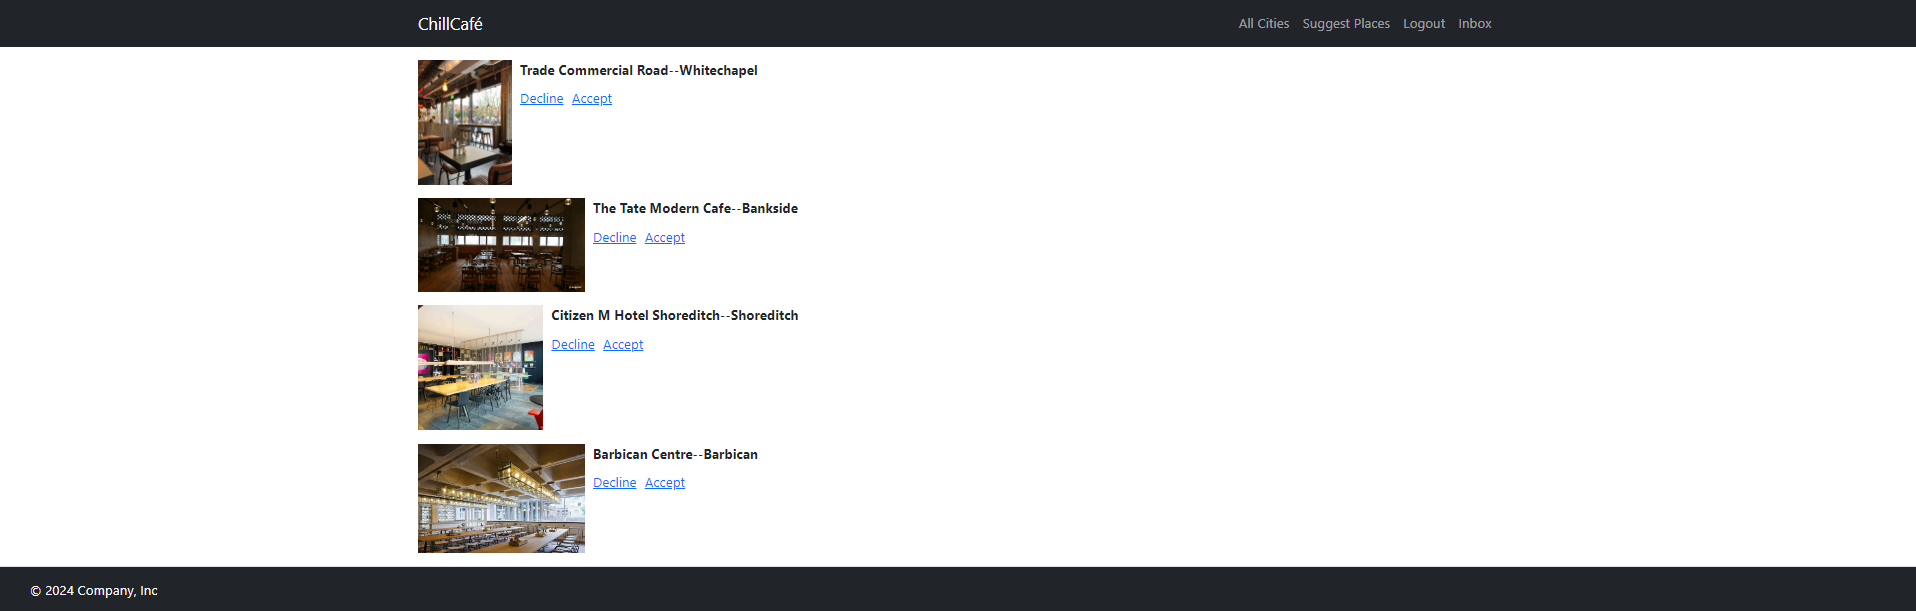 ChillCafé
All Cities Suggest Places Logout Inbox
Trade Commercial Road--Whitechapel
Decline Accept
The Tate Modern Cafe--Bankside
Decline Accept
Citizen M Hotel Shoreditch--Shoreditch
Decline Accept
Barbican Centre--Barbican
Decline Accept
© 2024 Company, Inc